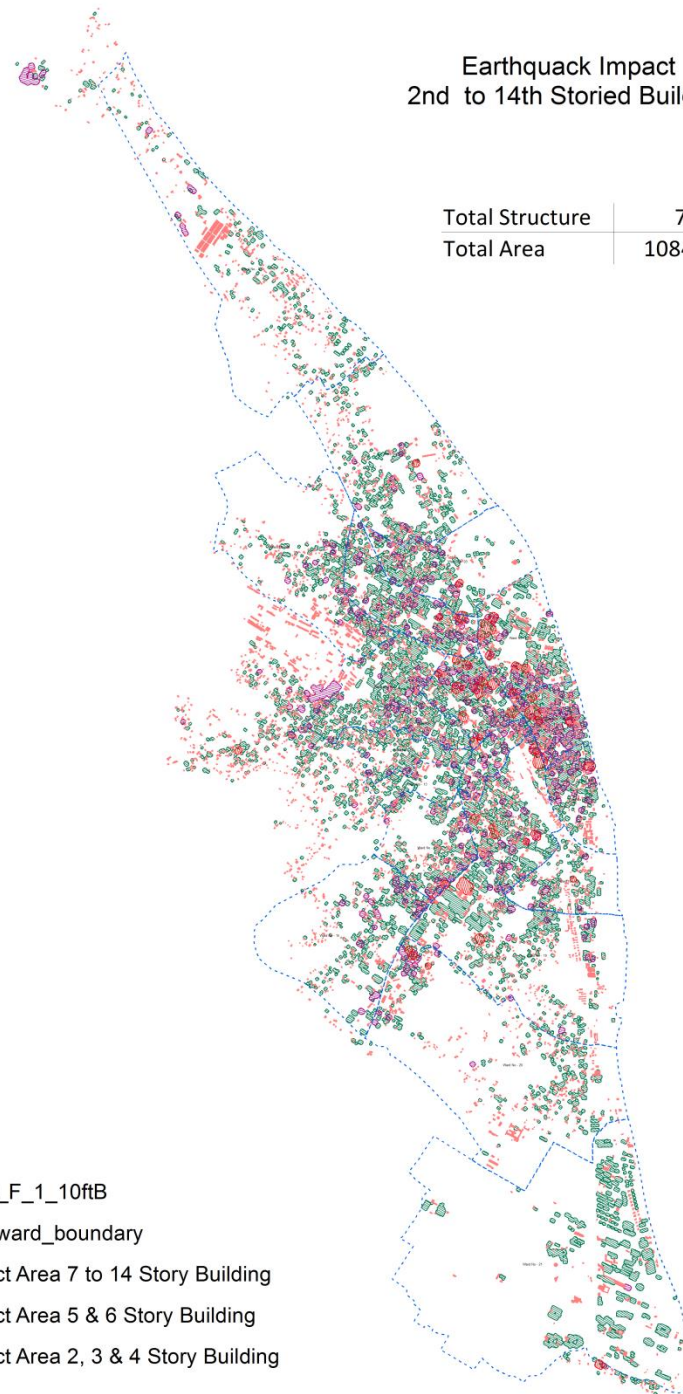 Earthquack Impact
2nd to 14th Storied Buil
Total Structure 7
Total Area 108
_F_1_10ftB
ward_boundary
ct Area 7 to 14 Story Building
ct Area 5 & 6 Story Building
ct Area 2, 3 & 4 Story Building